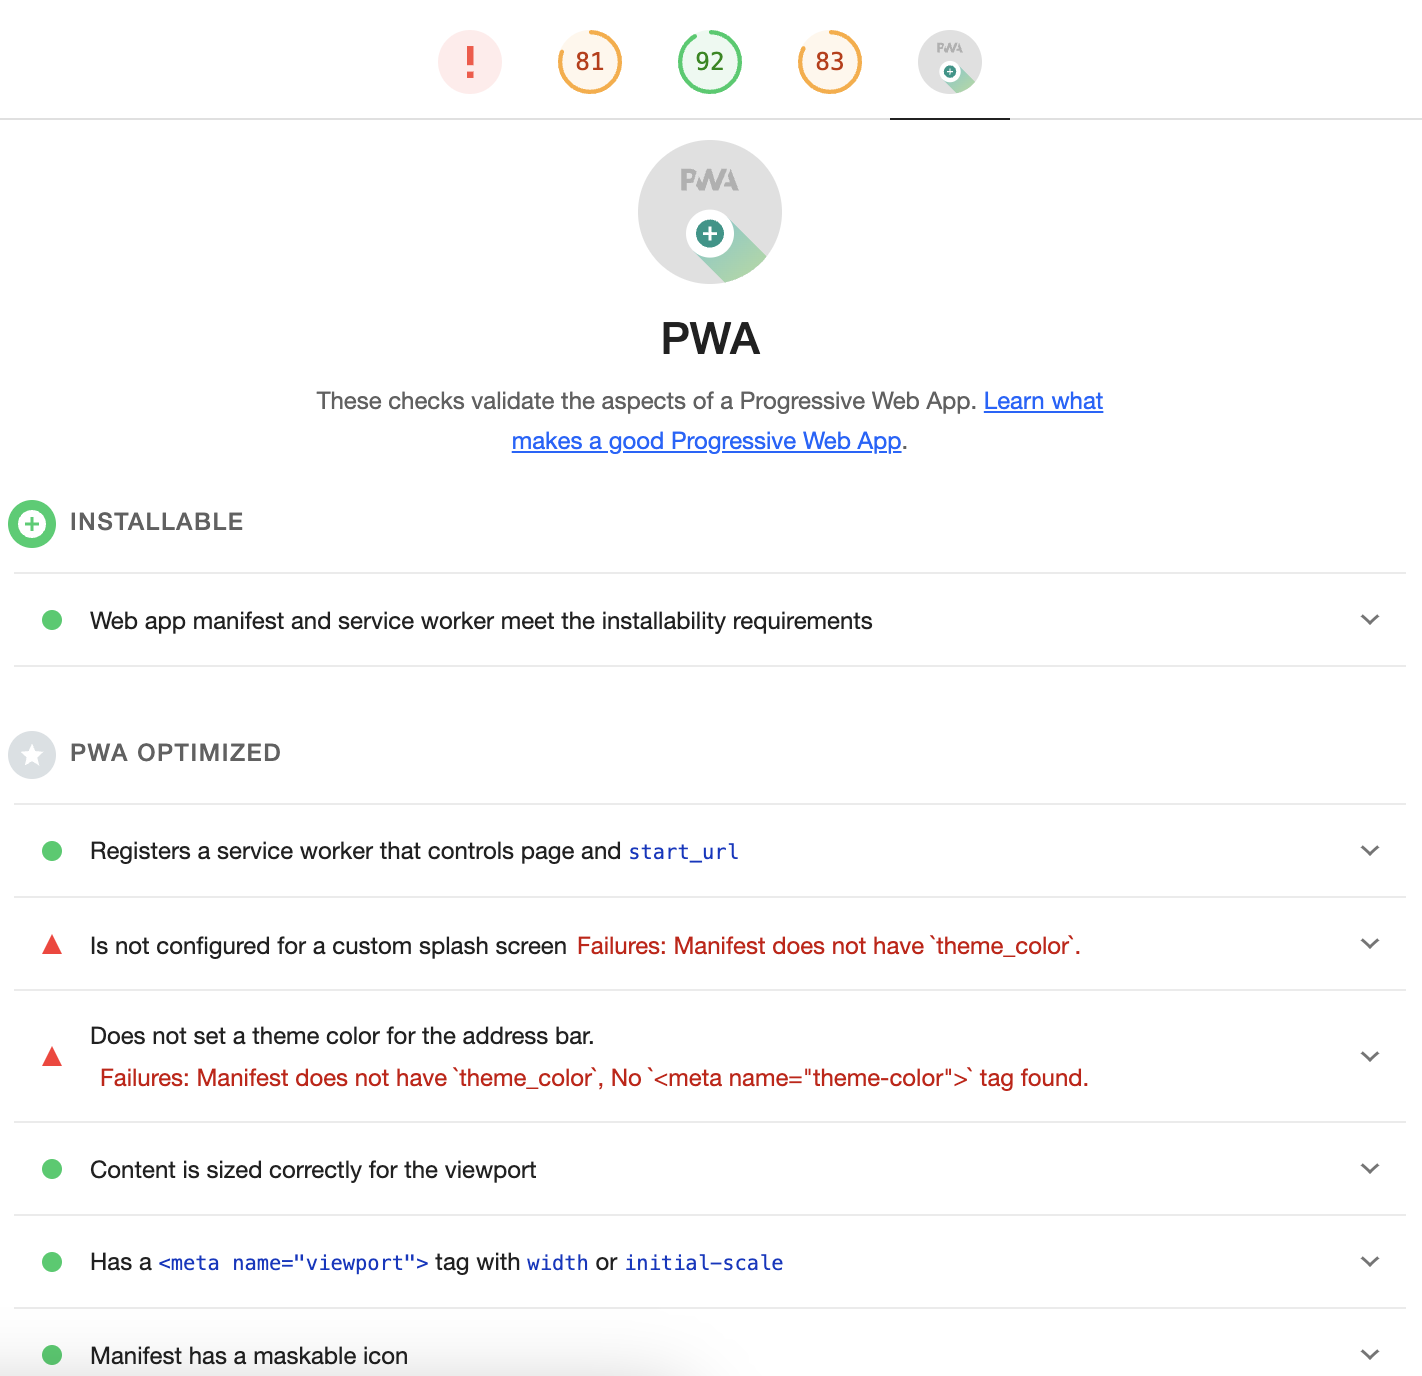 !
81
92
83
PWA
PWA
PWA
These checks validate the aspects of a Progressive Web App. Learn what
makes a good Progressive Web App.
INSTALLABLE
Web app manifest and service worker meet the installability requirements
PWA OPTIMIZED
Registers a service worker that controls page and start_url
Is not configured for a custom splash screen Failures: Manifest does not have `theme_color`.
Does not set a theme color for the address bar.
Failures: Manifest does not have `theme_color`, No `<meta name="theme-color">` tag found.
Content is sized correctly for the viewport
Has a <meta name="viewport"> tag with width or initial-scale
Manifest has a maskable icon